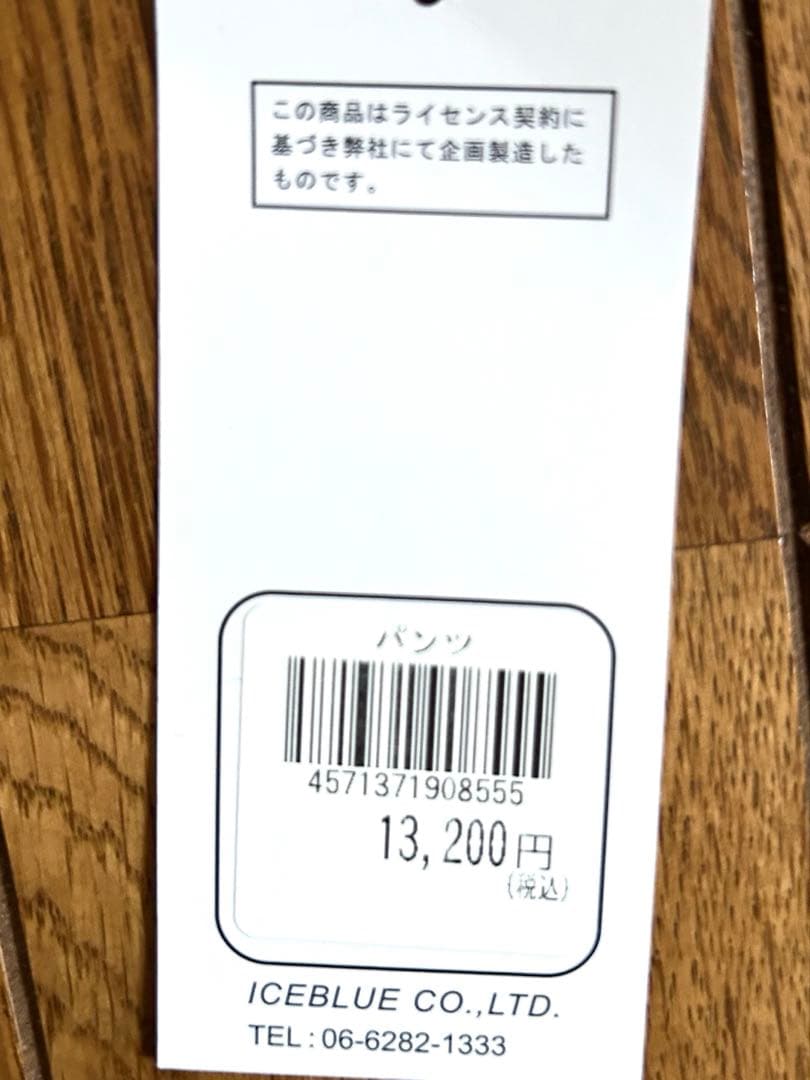 この商品はライセンス契約に
基づき弊社にて企画製造した
ものです。
パンツ
4571371908555
13,200円
(税込)
ICEBLUE CO.,LTD.
TEL:06-6282-1333